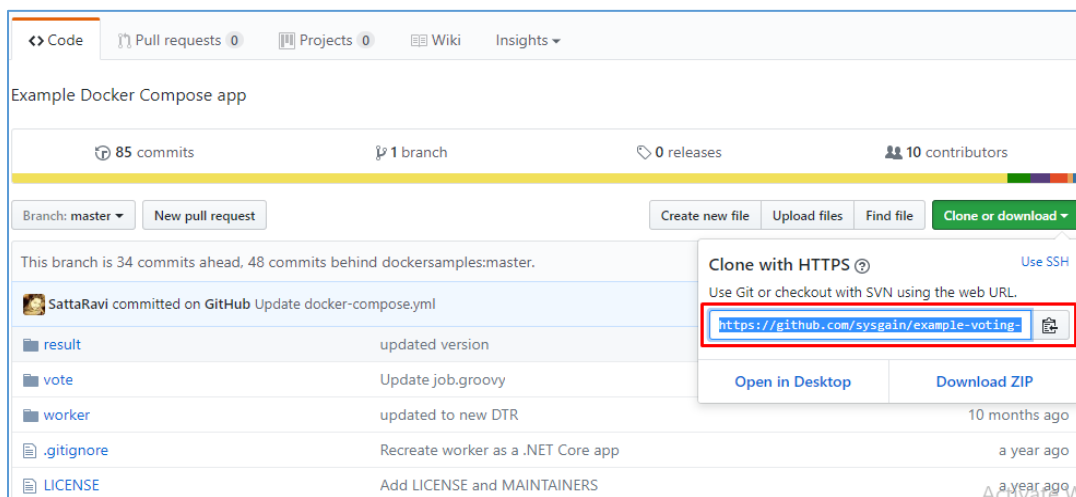 <> Code Pull requests 0 Projects 0 Wiki Insights
Example Docker Compose app
85 commits 1 branch 0 releases 10 contributors
Branch: master New pull request Create new file Upload files Find file Clone or download
This branch is 34 commits ahead, 48 commits behind dockersamples:master.
Clone with HTTPS Use SSH
Use Git or checkout with SVN using the web URL.
SattaRavi committed on GitHub Update docker-compose.yml
https://github.com/sysgain/example-voting-
result updated version
vote Update job.groovy
Open in Desktop Download ZIP
worker updated to new DTR 10 months ago
.gitignore Recreate worker as a .NET Core app a year ago
LICENSE Add LICENSE and MAINTAINERS a year ago